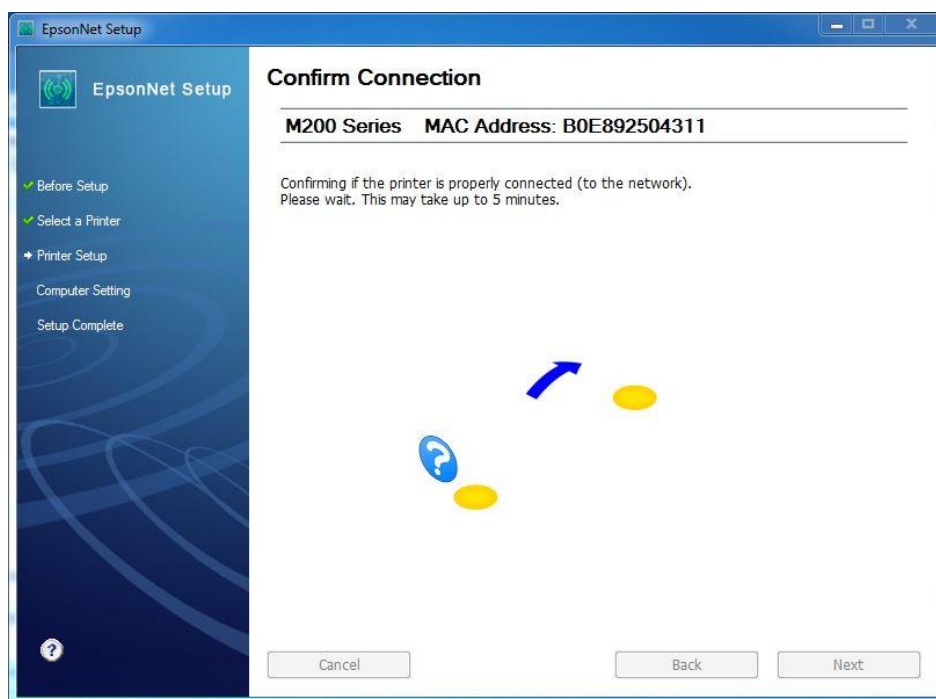 EpsonNet Setup
EpsonNet Setup
Before Setup
Select a Printer
Printer Setup
Computer Setting
Setup Complete
Confirm Connection
M200 Series MAC Address: B0E892504311
Confirming if the printer is properly connected (to the network).
Please wait. This may take up to 5 minutes.
?
?
Cancel
Back
Next